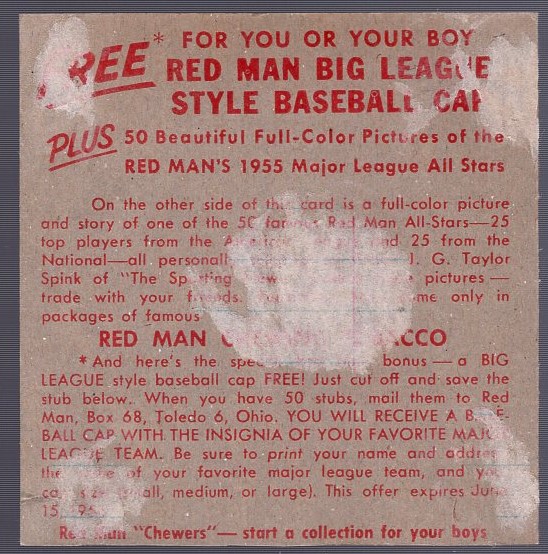 FREE* FOR YOU OR YOUR BOY
RED MAN BIG LEAGUE
STYLE BASEBALL CAP
PLUS 50 Beautiful Full-Color Pictures of the
RED MAN'S 1955 Major League All Stars
On the other side of this card is a full-color picture
and story of one of the 50 famous Red Man All-Stars—25
top players from the American and 25 from the
National—all personally J. G. Taylor
Spink of "The Sporting pictures—
trade with your friends. only in
packages of famous
RED MAN TOBACCO
*And here's the bonus—a BIG
LEAGUE style baseball cap FREE! Just cut off and save the
stub below. When you have 50 stubs, mail them to Red
Man, Box 68, Toledo 6, Ohio. YOU WILL RECEIVE A BASE-
BALL CAP WITH THE INSIGNIA OF YOUR FAVORITE MAJOR
LEAGUE TEAM. Be sure to print your name and address,
the of your favorite major league team, and your
cap size (small, medium, or large). This offer expires June
15,
Red Man "Chewers"—start a collection for your boys